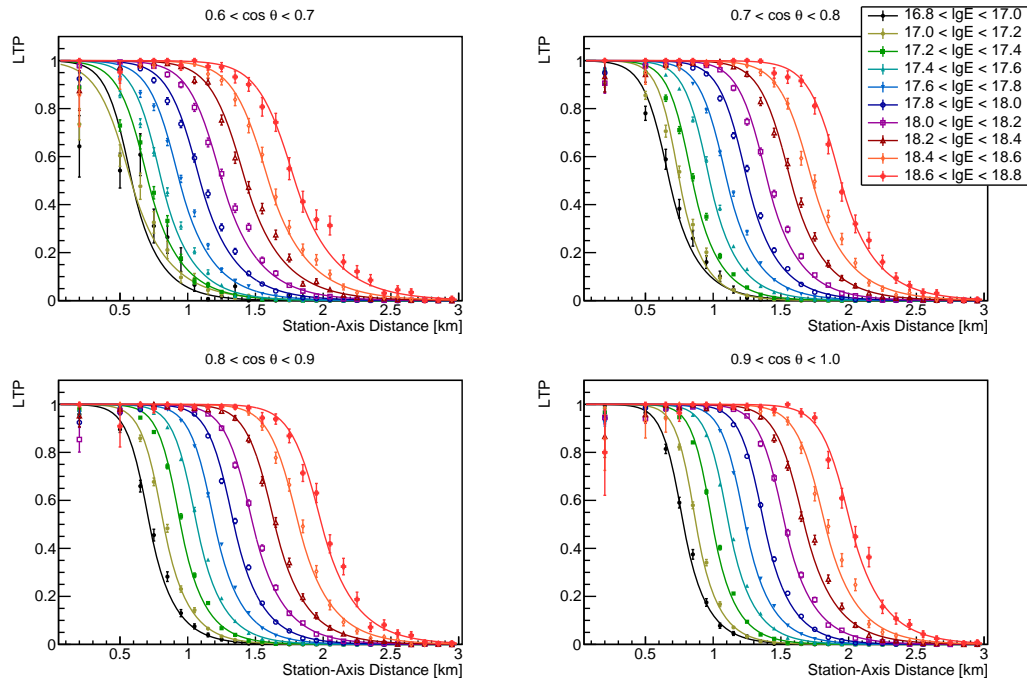 0.6 < cos θ < 0.7
LTP
1
0.8
0.6
0.4
0.2
0
0.5 1 1.5 2 2.5 3
Station-Axis Distance [km]
0.7 < cos θ < 0.8
LTP
1
0.8
0.6
0.4
0.2
0
0.5 1 1.5 2 2.5 3
Station-Axis Distance [km]
16.8 < lgE < 17.0
17.0 < lgE < 17.2
17.2 < lgE < 17.4
17.4 < lgE < 17.6
17.6 < lgE < 17.8
17.8 < lgE < 18.0
18.0 < lgE < 18.2
18.2 < lgE < 18.4
18.4 < lgE < 18.6
18.6 < lgE < 18.8
0.8 < cos θ < 0.9
LTP
1
0.8
0.6
0.4
0.2
0
0.5 1 1.5 2 2.5 3
Station-Axis Distance [km]
0.9 < cos θ < 1.0
LTP
1
0.8
0.6
0.4
0.2
0
0.5 1 1.5 2 2.5 3
Station-Axis Distance [km]